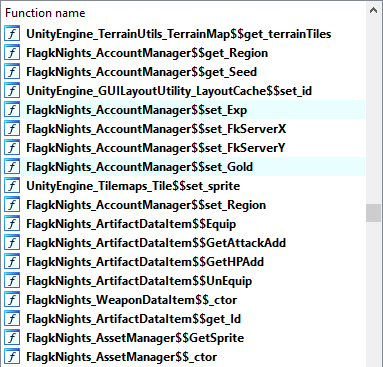 Function name
UnityEngine_TerrainUtils_TerrainMap$$get_terrainTiles
FlagkNights_AccountManager$$get_Region
FlagkNights_AccountManager$$get_Seed
UnityEngine_GUILayoutUtility_LayoutCache$$set_id
FlagkNights_AccountManager$$set_Exp
FlagkNights_AccountManager$$set_FkServerX
FlagkNights_AccountManager$$set_FkServerY
FlagkNights_AccountManager$$set_Gold
UnityEngine_Tilemaps_Tile$$set_sprite
FlagkNights_AccountManager$$set_Region
FlagkNights_ArtifactDataItem$$Equip
FlagkNights_ArtifactDataItem$$GetAttackAdd
FlagkNights_ArtifactDataItem$$GetHPAdd
FlagkNights_ArtifactDataItem$$UnEquip
FlagkNights_WeaponDataItem$$_ctor
FlagkNights_ArtifactDataItem$$get_Id
FlagkNights_AssetManager$$GetSprite
FlagkNights_AssetManager$$_ctor